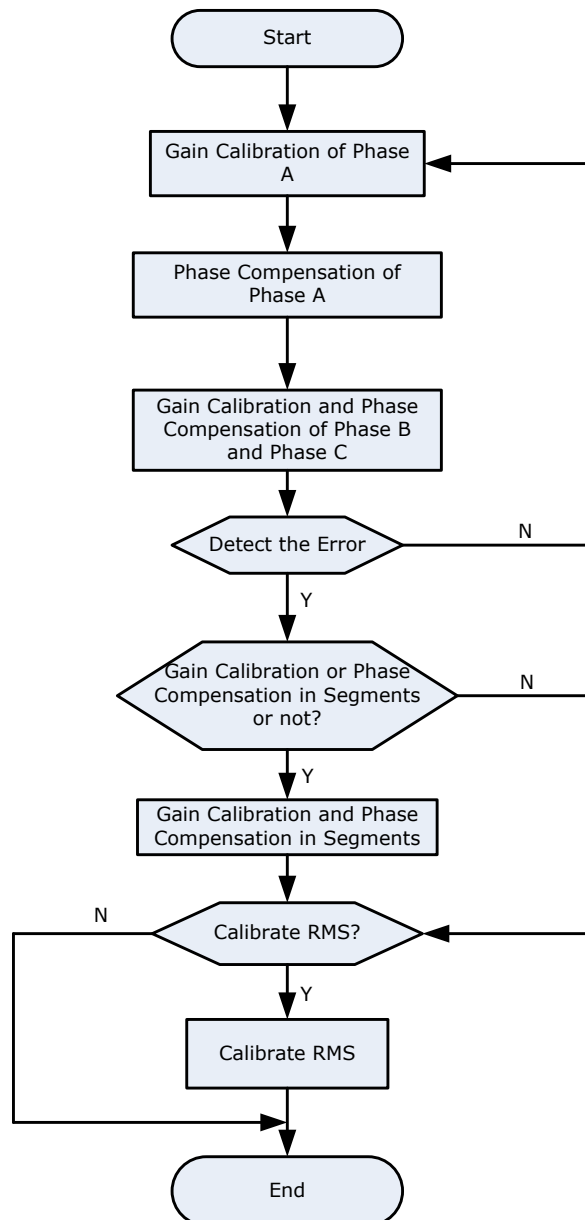 Start
Gain Calibration of Phase
A
Phase Compensation of
Phase A
Gain Calibration and Phase
Compensation of Phase B
and Phase C
Detect the Error
N
Y
Gain Calibration or Phase
Compensation in Segments
or not?
N
Y
Gain Calibration and Phase
Compensation in Segments
N
Calibrate RMS?
Y
Calibrate RMS
End